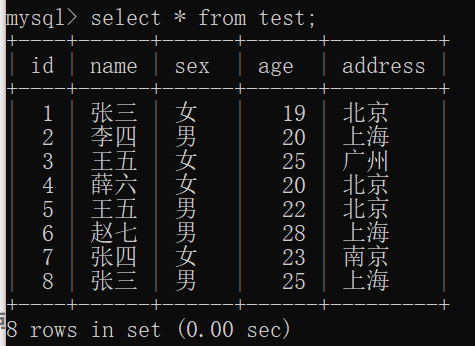 mysql> select * from test;
+----+------+------+------+---------+
| id | name | sex | age | address |
+----+------+------+------+---------+
| 1 | 张三 | 女 | 19 | 北京 |
| 2 | 李四 | 男 | 20 | 上海 |
| 3 | 王五 | 女 | 25 | 广州 |
| 4 | 薛六 | 女 | 20 | 北京 |
| 5 | 王五 | 男 | 22 | 北京 |
| 6 | 赵七 | 男 | 28 | 上海 |
| 7 | 张四 | 女 | 23 | 南京 |
| 8 | 张三 | 男 | 25 | 上海 |
+----+------+------+------+---------+
8 rows in set (0.00 sec)